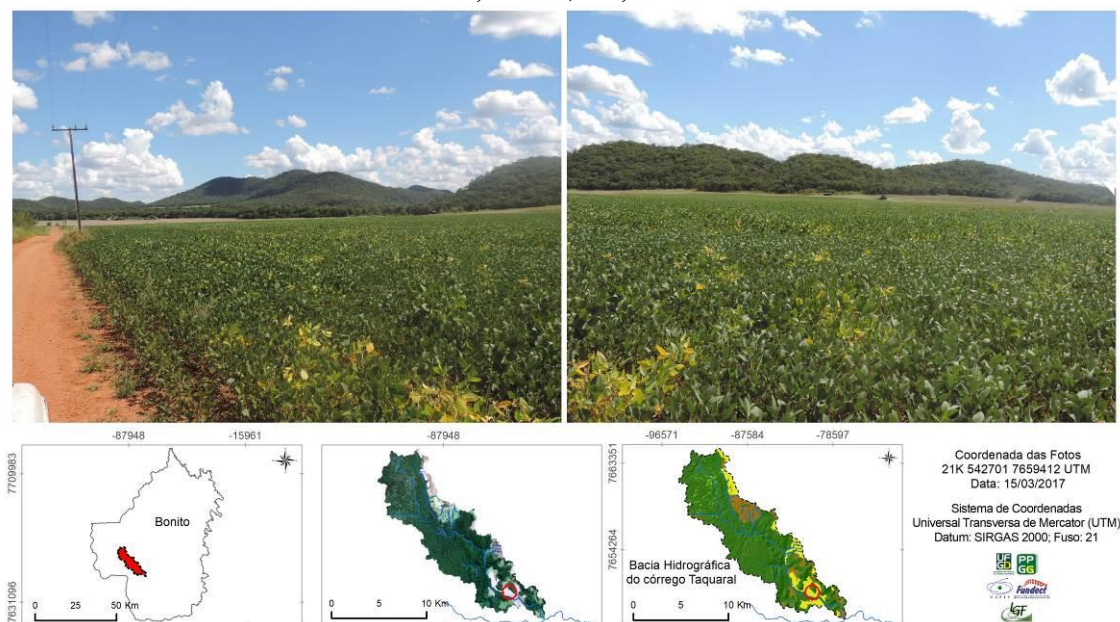 -87948
-15961
7709983
7631096
Bonito
0 25 50 Km
-87948
0 5 10 Km
-96571
-87584
-78597
7663351
7654264
Bacia Hidrográfica
do córrego Taquaral
0 5 10 Km
Coordenada das Fotos
21K 542701 7659412 UTM
Data: 15/03/2017
Sistema de Coordenadas
Universal Transversa de Mercator (UTM)
Datum: SIRGAS 2000; Fuso: 21
UF
GD
PP
GG
Fundect
IGF